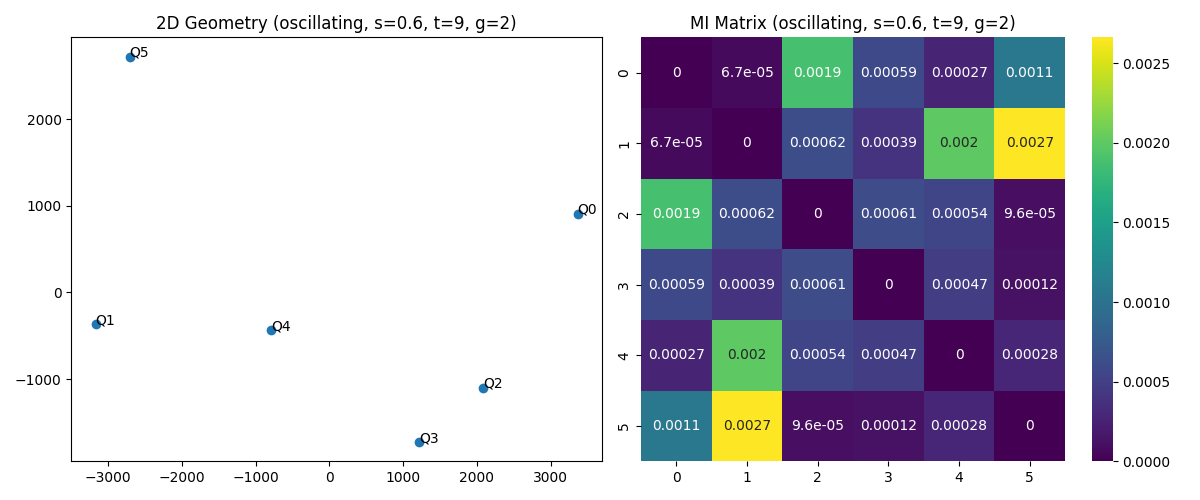 2D Geometry (oscillating, s=0.6, t=9, g=2)
2000
1000
0
−1000
−3000 −2000 −1000 0 1000 2000 3000
Q5
Q0
Q1
Q4
Q2
Q3
MI Matrix (oscillating, s=0.6, t=9, g=2)
0 0 6.7e-05 0.0019 0.00059 0.00027 0.0011
1 6.7e-05 0 0.00062 0.00039 0.002 0.0027
2 0.0019 0.00062 0 0.00061 0.00054 9.6e-05
3 0.00059 0.00039 0.00061 0 0.00047 0.00012
4 0.00027 0.002 0.00054 0.00047 0 0.00028
5 0.0011 0.0027 9.6e-05 0.00012 0.00028 0
0 1 2 3 4 5
0.0025
0.0020
0.0015
0.0010
0.0005
0.0000